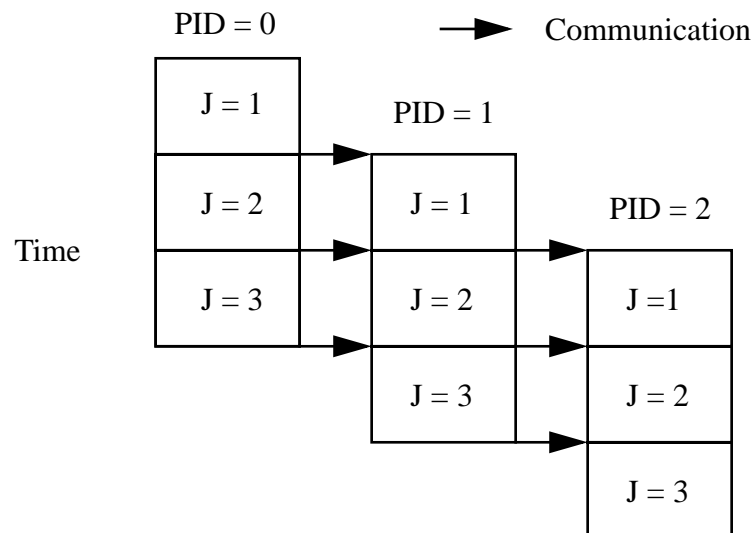 PID = 0
Communication
J = 1
PID = 1
J = 2
J = 1
PID = 2
Time
J = 3
J = 2
J =1
J = 3
J = 2
J = 3